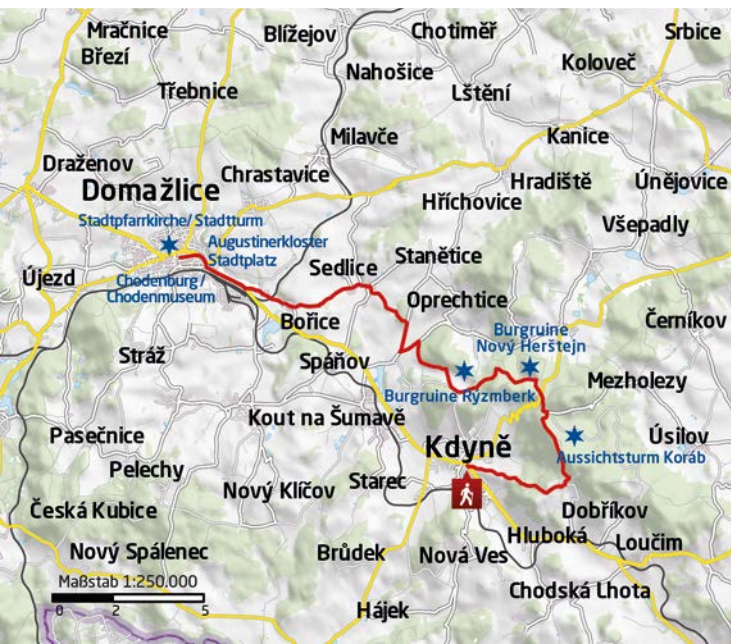 Mračnice
Březí
Blížejov
Chotiměř
Srbice
Nahošice
Koloveč
Třebnice
Lštění
Milavče
Kanice
Draženov
Chrastavice
Hradiště
Únějovice
Domažlice
Hříchovice
Stadtpfarrkirche/Stadtturm
Všepadly
Augustinerkloster
Stadtplatz
Stanětice
Újezd
Sedlice
Chodenburg/
Chodenmuseum
Oprechtice
Bořice
Burgruine
Nový Herštejn
Černíkov
Stráž
Spáňov
Mezholezy
Burgruine Rýzmberk
Kout na Šumavě
Pasečnice
Kdyně
Úsilov
Aussichtsturm Koráb
Pelechy
Nový Klíčov
Starec
Česká Kubice
Dobříkov
Hluboká
Loučim
Nový Spálenec
Brůdek
Nová Ves
Maßstab 1:250.000
Chodská Lhota
0 2 5
Hájek